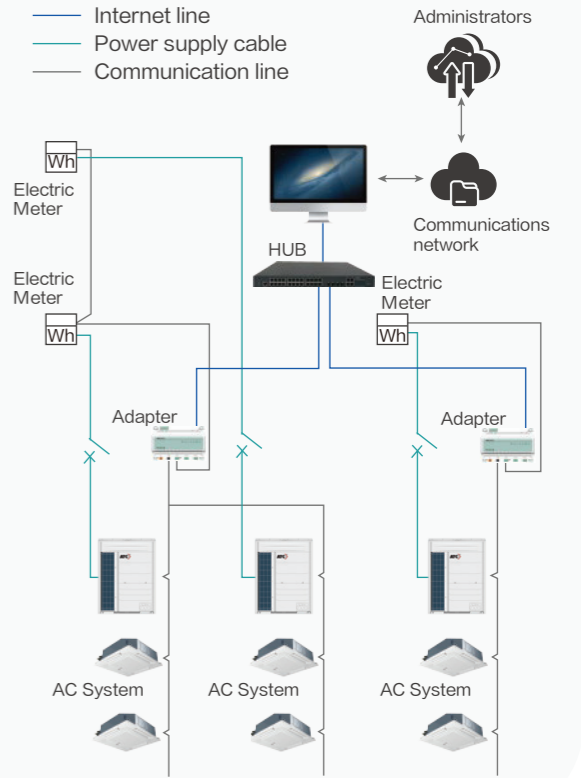 Internet line
Power supply cable
Communication line
Administrators
Wh
Electric
Meter
Communications
network
HUB
Electric
Meter
Wh
Electric
Meter
Wh
Adapter
Adapter
AC System
AC System
AC System